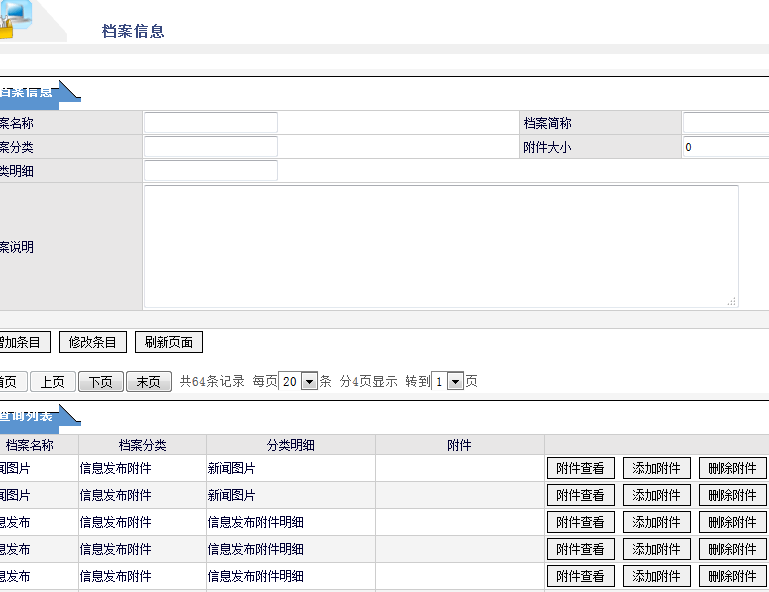 档案信息
档案信息
案名称 档案简称
案分类 附件大小 0
类明细
案说明
增加条目 修改条目 刷新页面
首页 上页 下页 末页 共64条记录 每页 20 条 分4页显示 转到 1 页
查询列表
档案名称 档案分类 分类明细 附件
闻图片 信息发布附件 新闻图片 附件查看 添加附件 删除附件
闻图片 信息发布附件 新闻图片 附件查看 添加附件 删除附件
息发布 信息发布附件 信息发布附件明细 附件查看 添加附件 删除附件
息发布 信息发布附件 信息发布附件明细 附件查看 添加附件 删除附件
息发布 信息发布附件 信息发布附件明细 附件查看 添加附件 删除附件